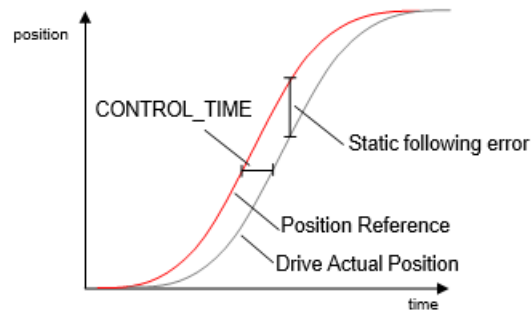 position
CONTROL_TIME
Static following error
Position Reference
Drive Actual Position
time